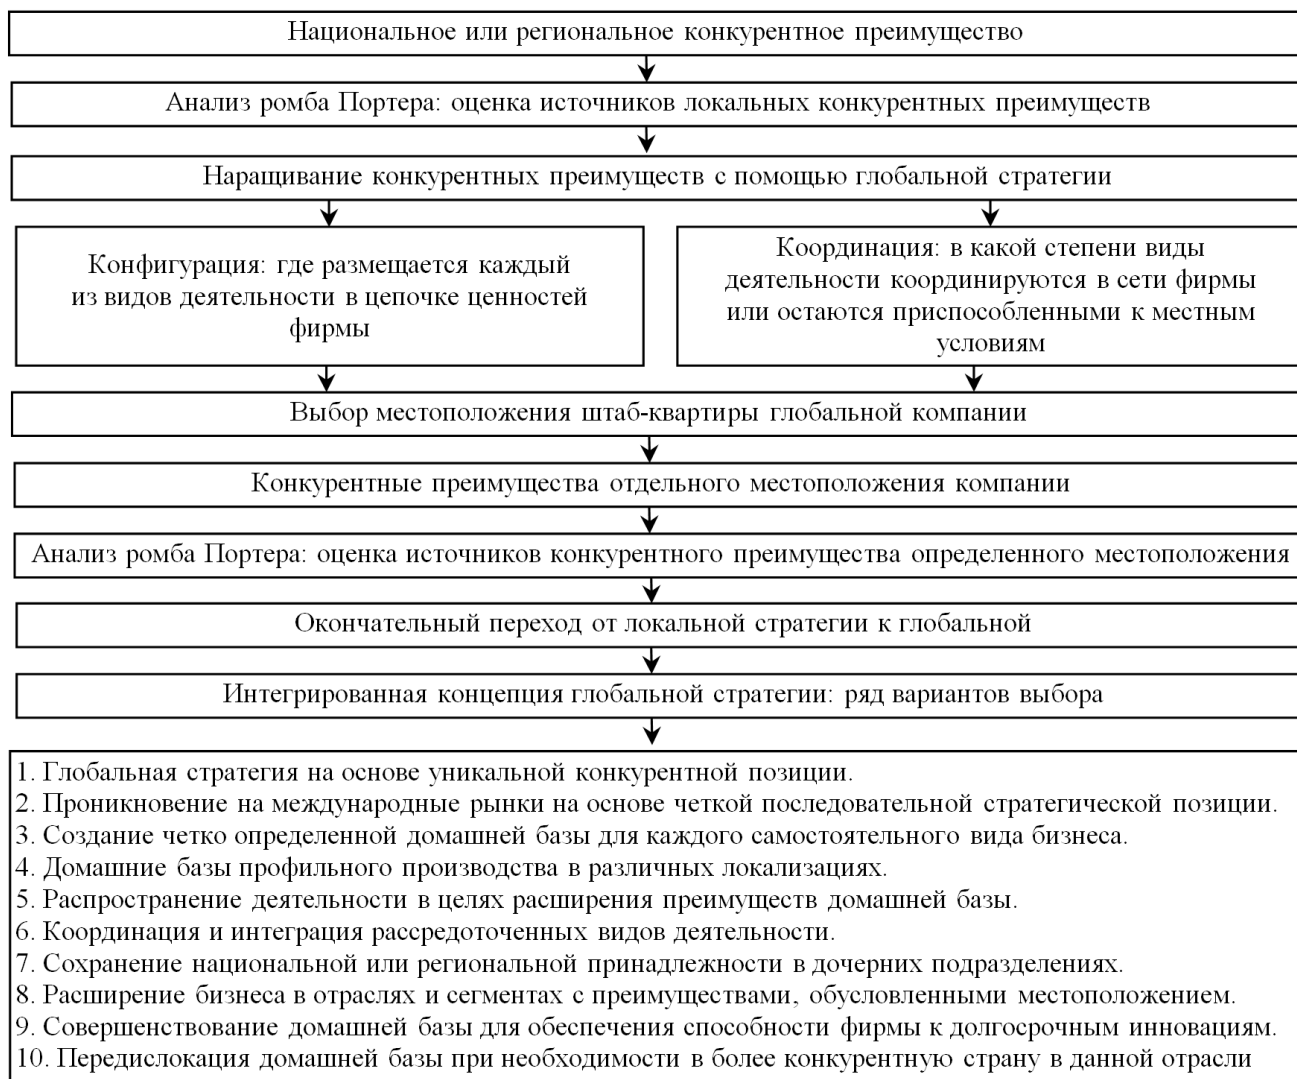 Национальное или региональное конкурентное преимущество
Анализ ромба Портера: оценка источников локальных конкурентных преимуществ
Наращивание конкурентных преимуществ с помощью глобальной стратегии
Конфигурация: где размещается каждый
из видов деятельности в цепочке ценностей
фирмы
Координация: в какой степени виды
деятельности координируются в сети фирмы
или остаются приспособленными к местным
условиям
Выбор местоположения штаб-квартиры глобальной компании
Конкурентные преимущества отдельного местоположения компании
Анализ ромба Портера: оценка источников конкурентного преимущества определенного местоположения
Окончательный переход от локальной стратегии к глобальной
Интегрированная концепция глобальной стратегии: ряд вариантов выбора
1. Глобальная стратегия на основе уникальной конкурентной позиции.
2. Проникновение на международные рынки на основе четкой последовательной стратегической позиции.
3. Создание четко определенной домашней базы для каждого самостоятельного вида бизнеса.
4. Домашние базы профильного производства в различных локализациях.
5. Распространение деятельности в целях расширения преимуществ домашней базы.
6. Координация и интеграция рассредоточенных видов деятельности.
7. Сохранение национальной или региональной принадлежности в дочерних подразделениях.
8. Расширение бизнеса в отраслях и сегментах с преимуществами, обусловленными местоположением.
9. Совершенствование домашней базы для обеспечения способности фирмы к долгосрочным инновациям.
10. Передислокация домашней базы при необходимости в более конкурентную страну в данной отрасли